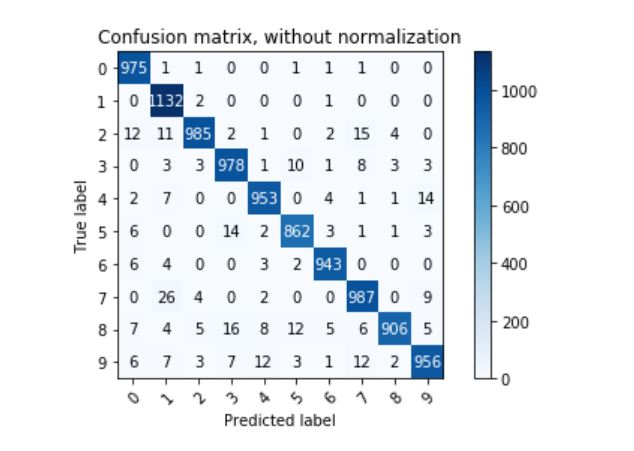 Confusion matrix, without normalization
0 975 1 1 0 0 1 1 1 0 0
1 0 1132 2 0 0 0 1 0 0 0
2 12 11 985 2 1 0 2 15 4 0
3 0 3 3 978 1 10 1 8 3 3
4 2 7 0 0 953 0 4 1 1 14
5 6 0 0 14 2 862 3 1 1 3
6 6 4 0 0 3 2 943 0 0 0
7 0 26 4 0 2 0 0 987 0 9
8 7 4 5 16 8 12 5 6 906 5
9 6 7 3 7 12 3 1 12 2 956
0 1 2 3 4 5 6 7 8 9
True label
Predicted label
1000
800
600
400
200
0